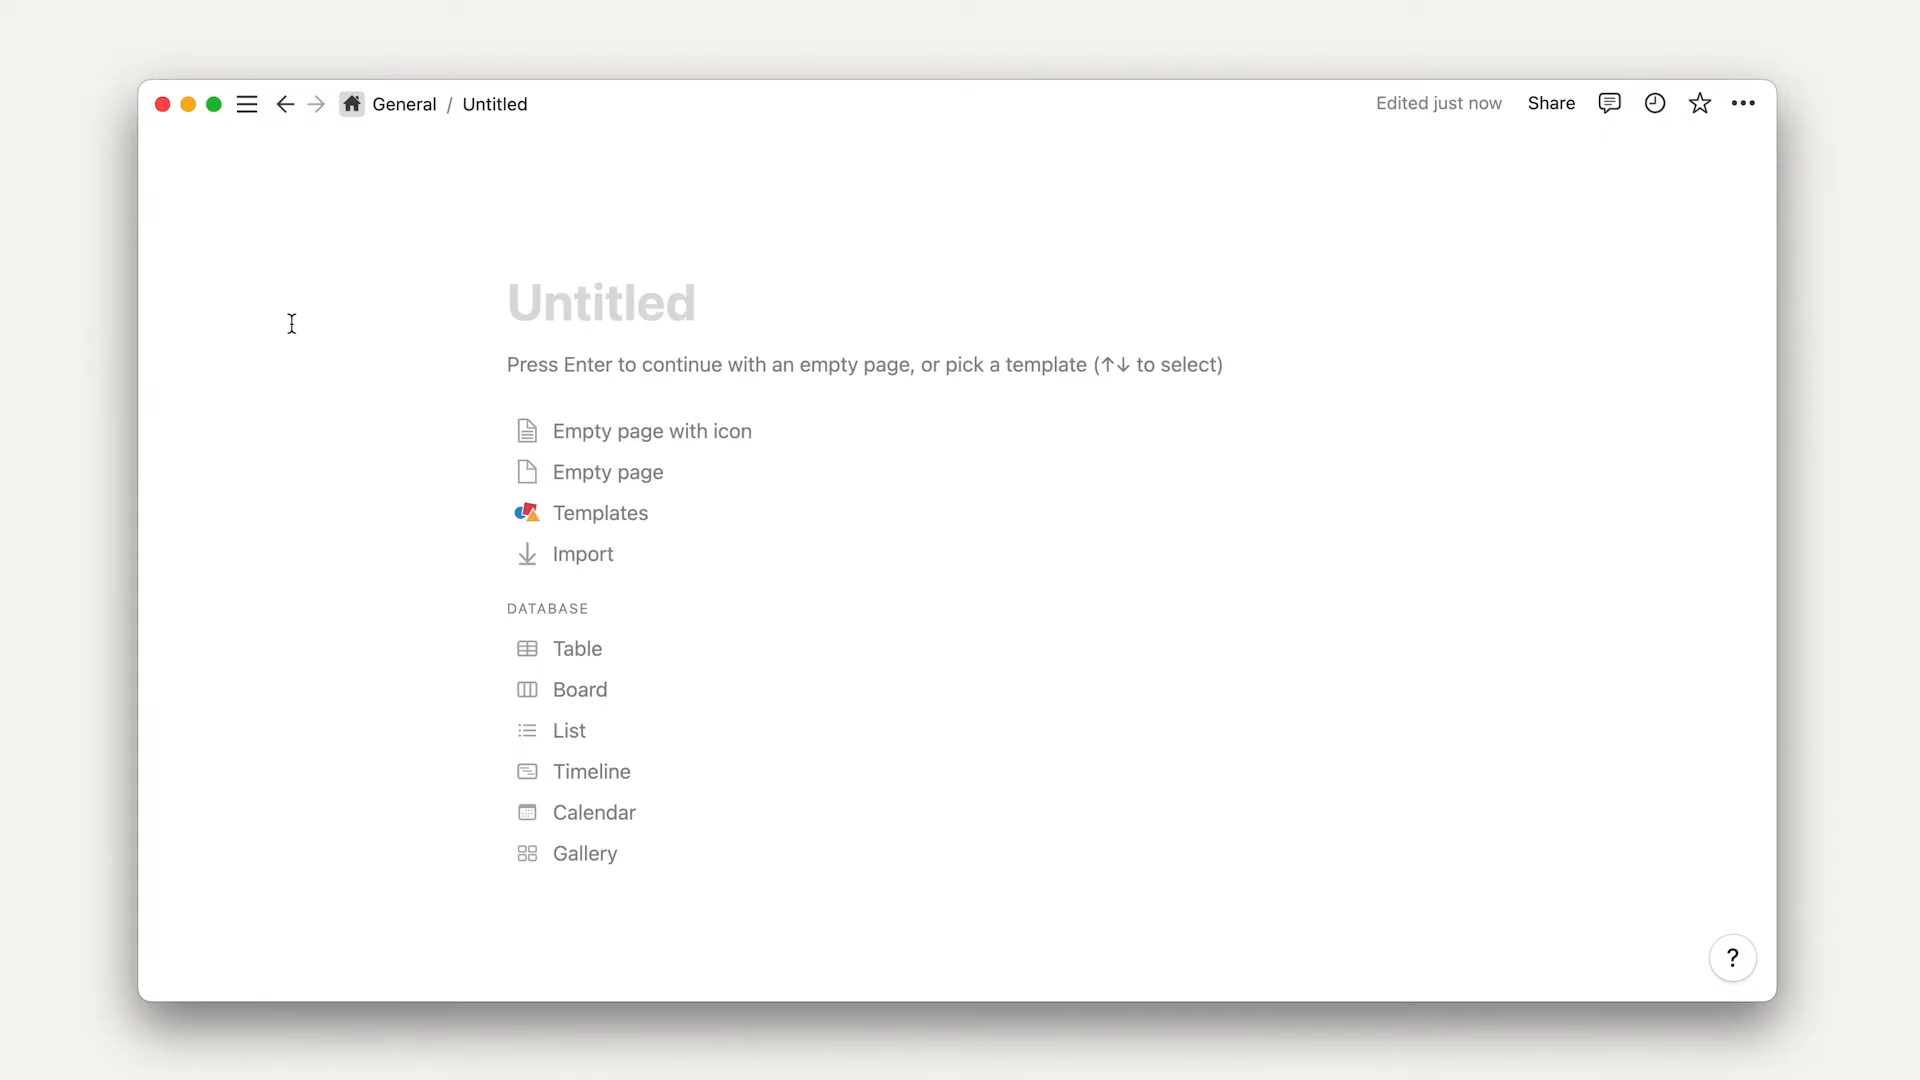 General / Untitled
Edited just now Share
Untitled
Press Enter to continue with an empty page, or pick a template (↑↓ to select)
Empty page with icon
Empty page
Templates
Import
DATABASE
Table
Board
List
Timeline
Calendar
Gallery
?